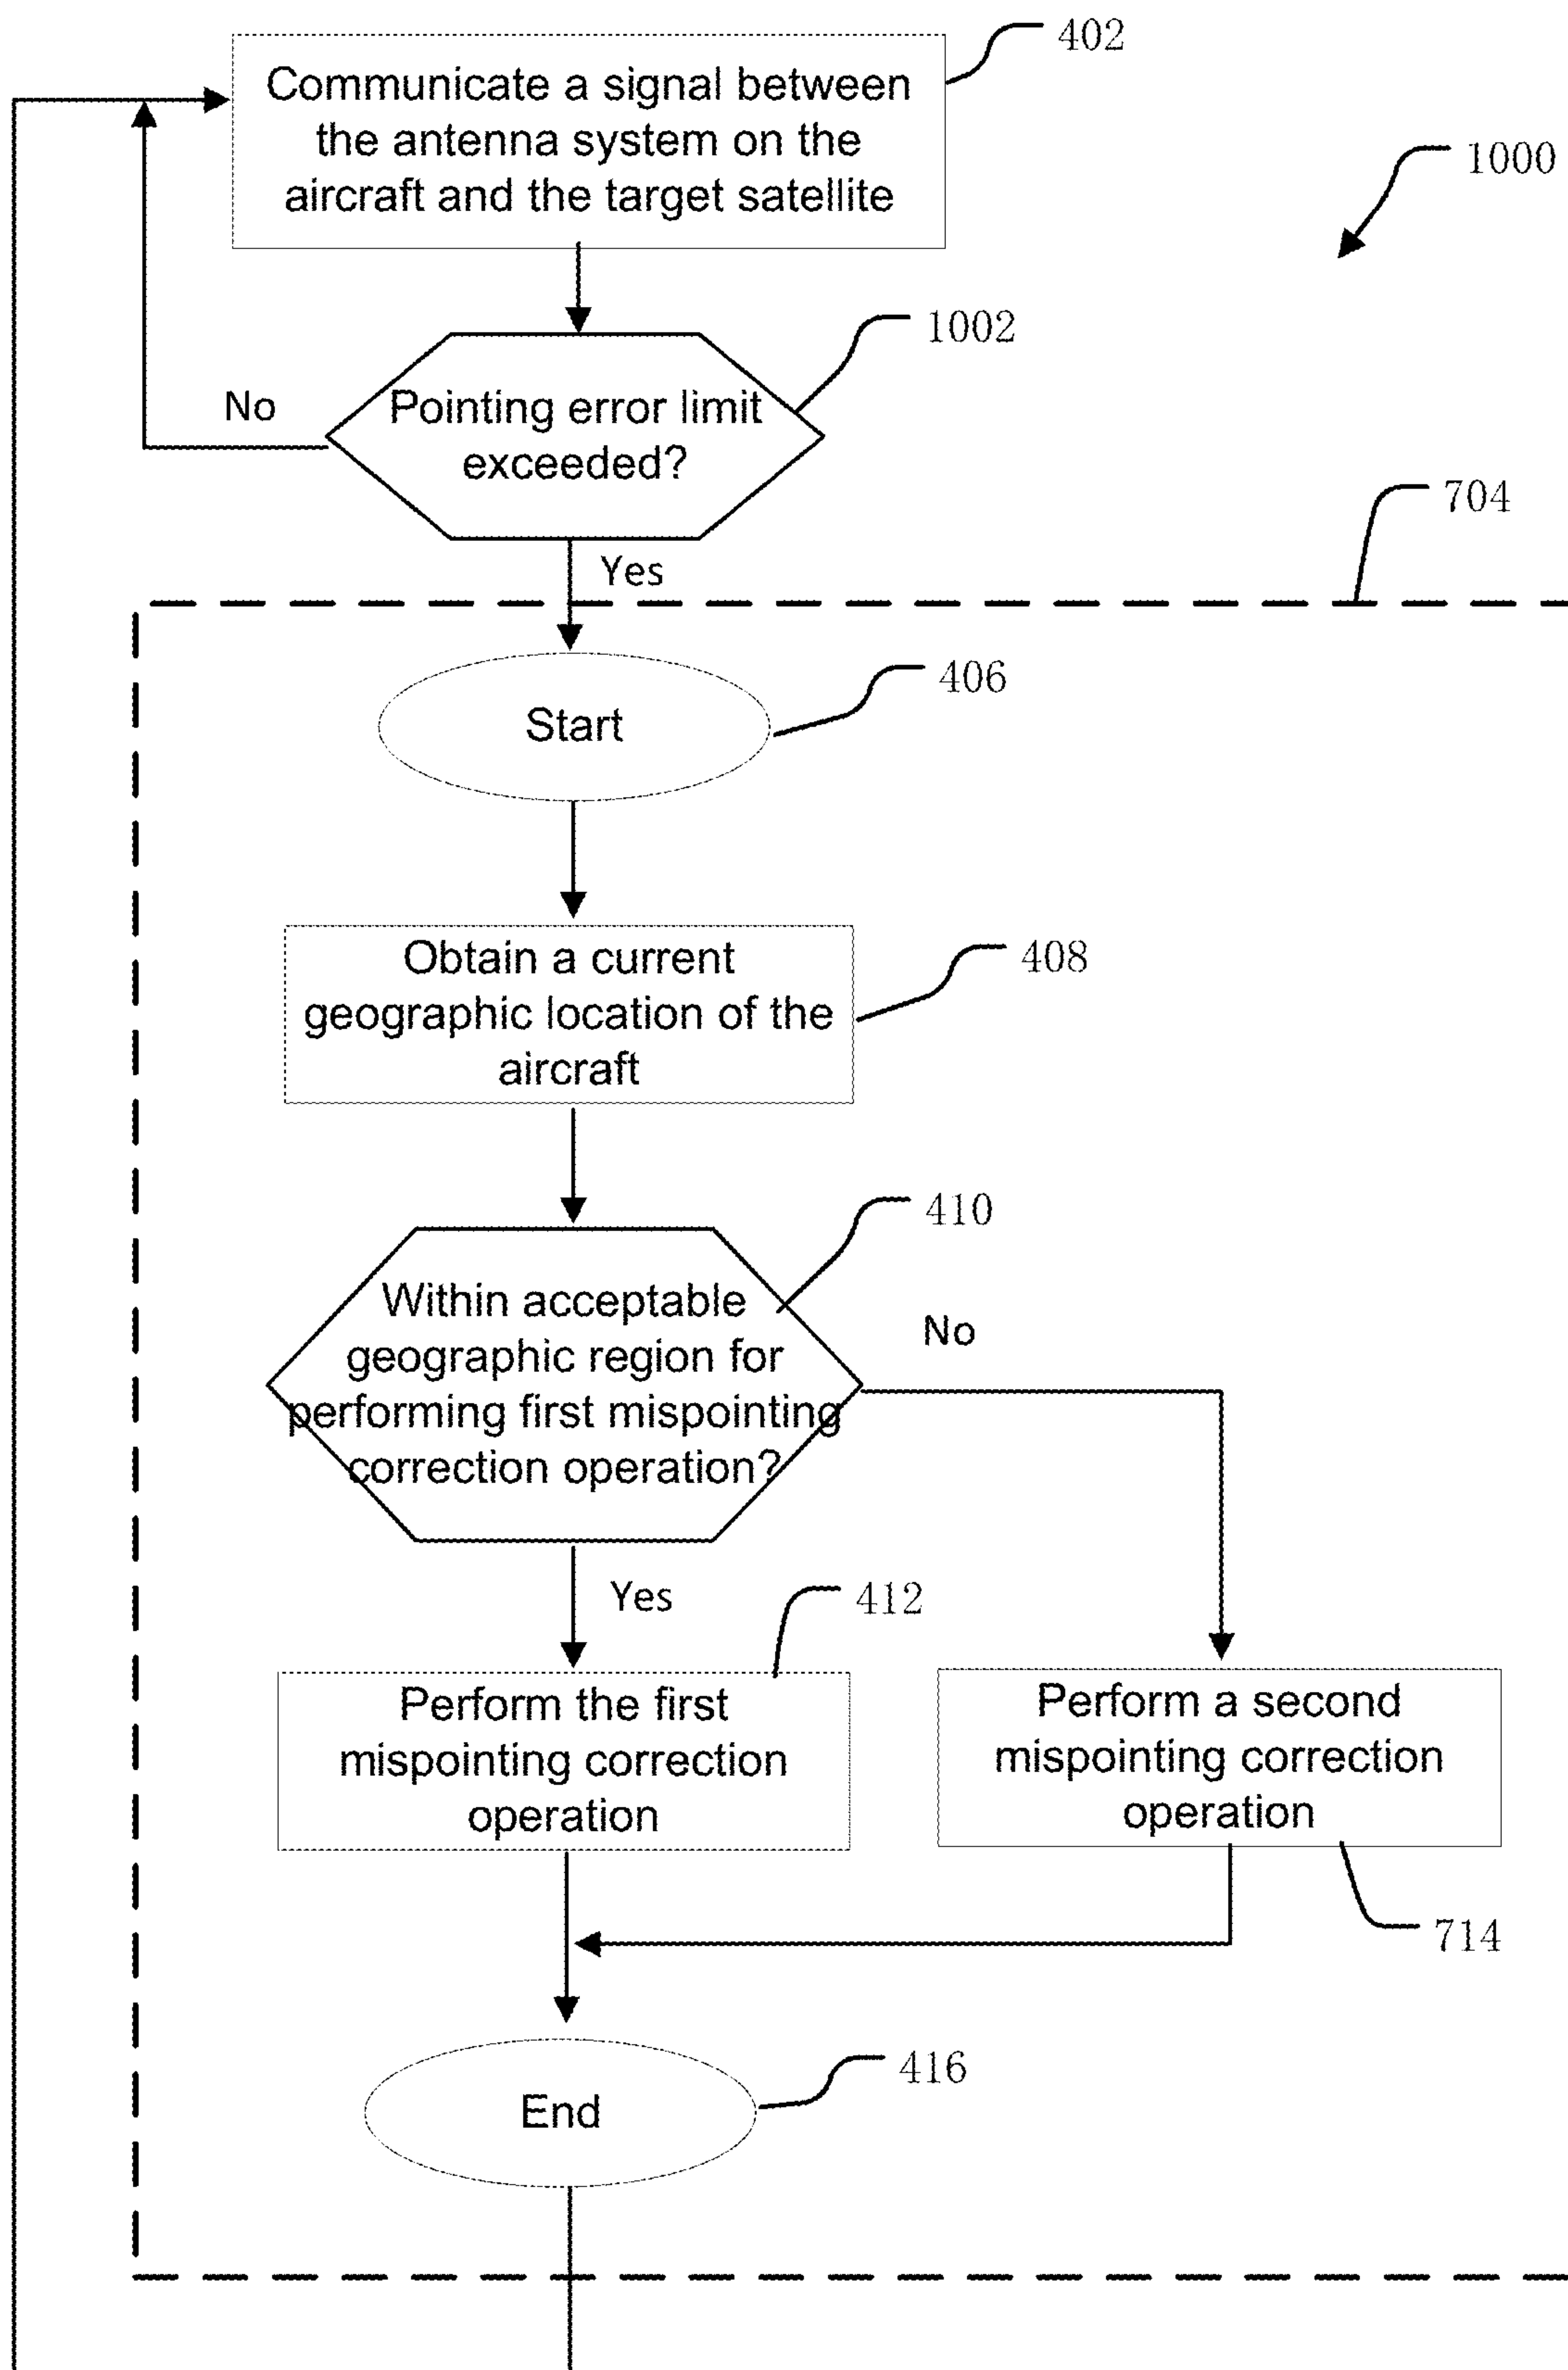 402
Communicate a signal between
the antenna system on the
aircraft and the target satellite
1000
1002
No
Pointing error limit
exceeded?
704
Yes
406
Start
408
Obtain a current
geographic location of the
aircraft
410
Within acceptable
geographic region for
performing first mispointing
correction operation?
No
Yes
412
Perform the first
mispointing correction
operation
Perform a second
mispointing correction
operation
714
416
End